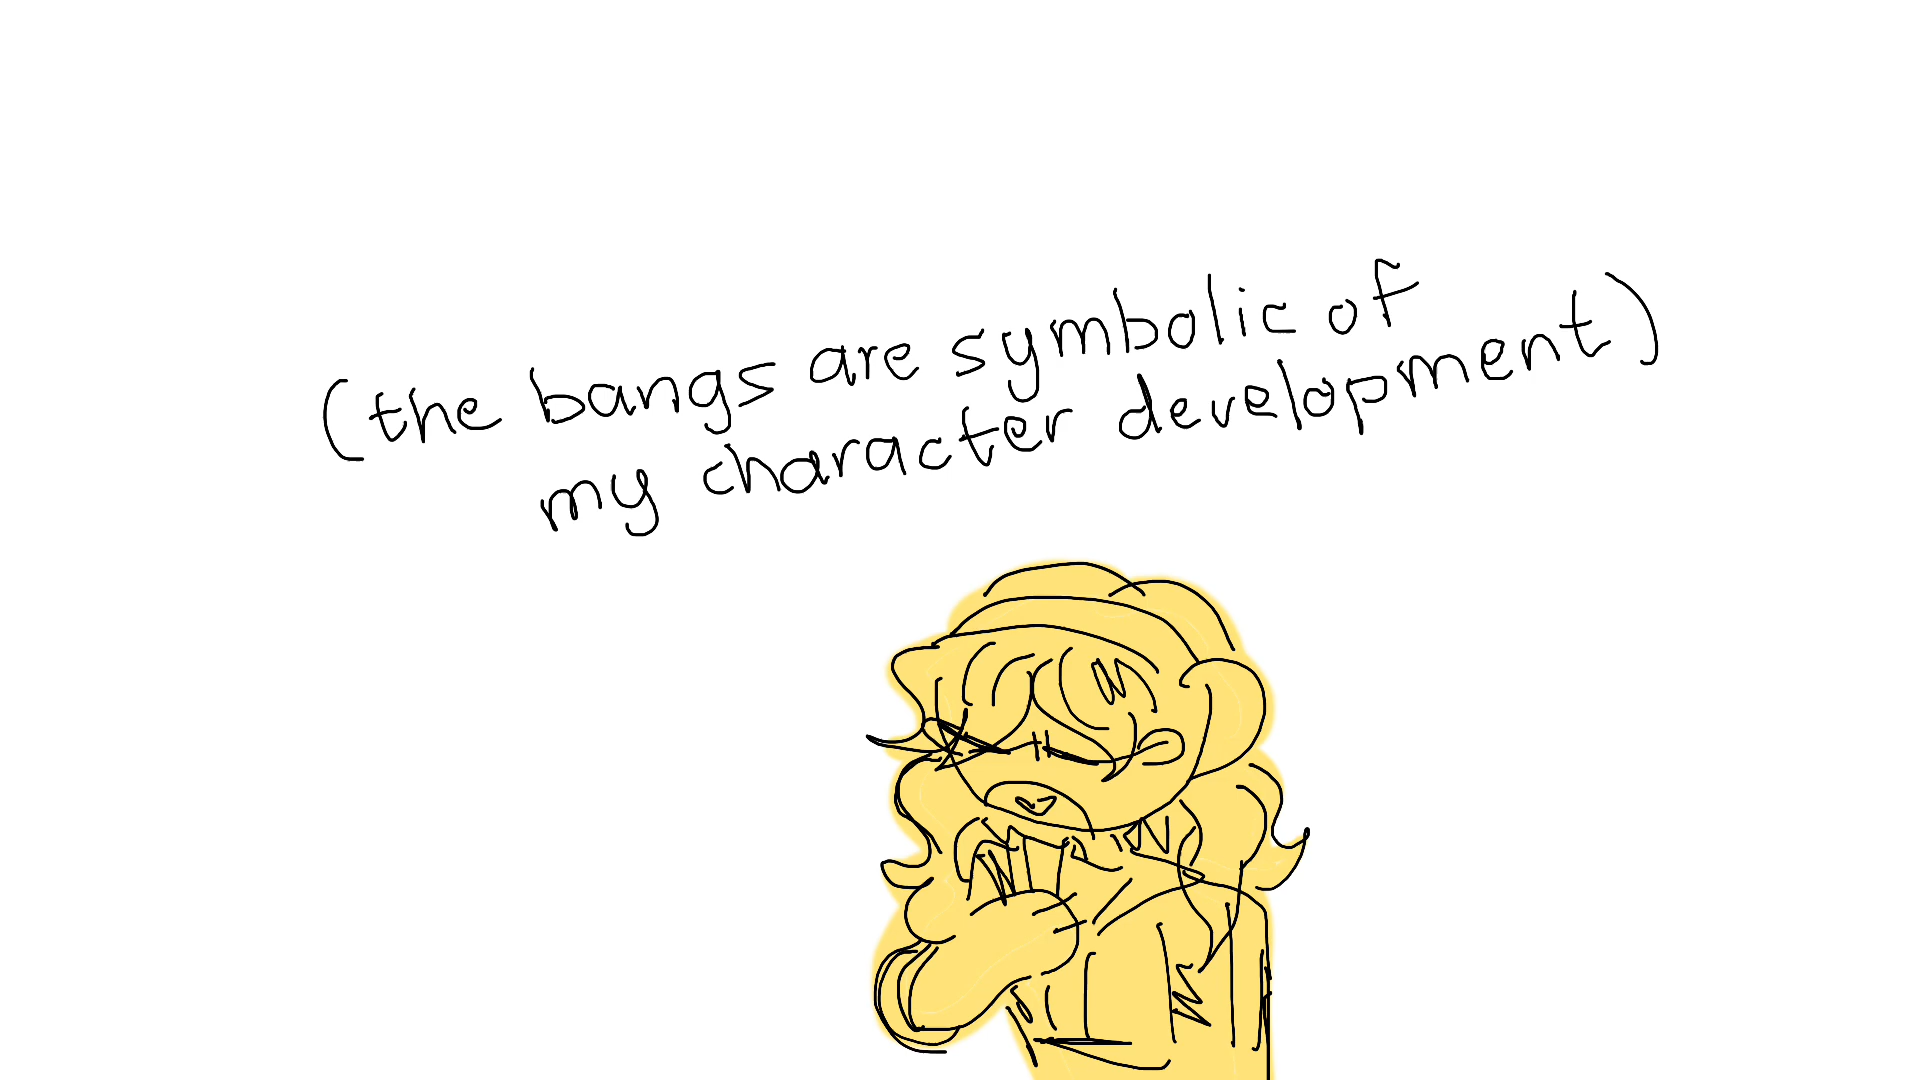 (the bangs are symbolic of
my character development)